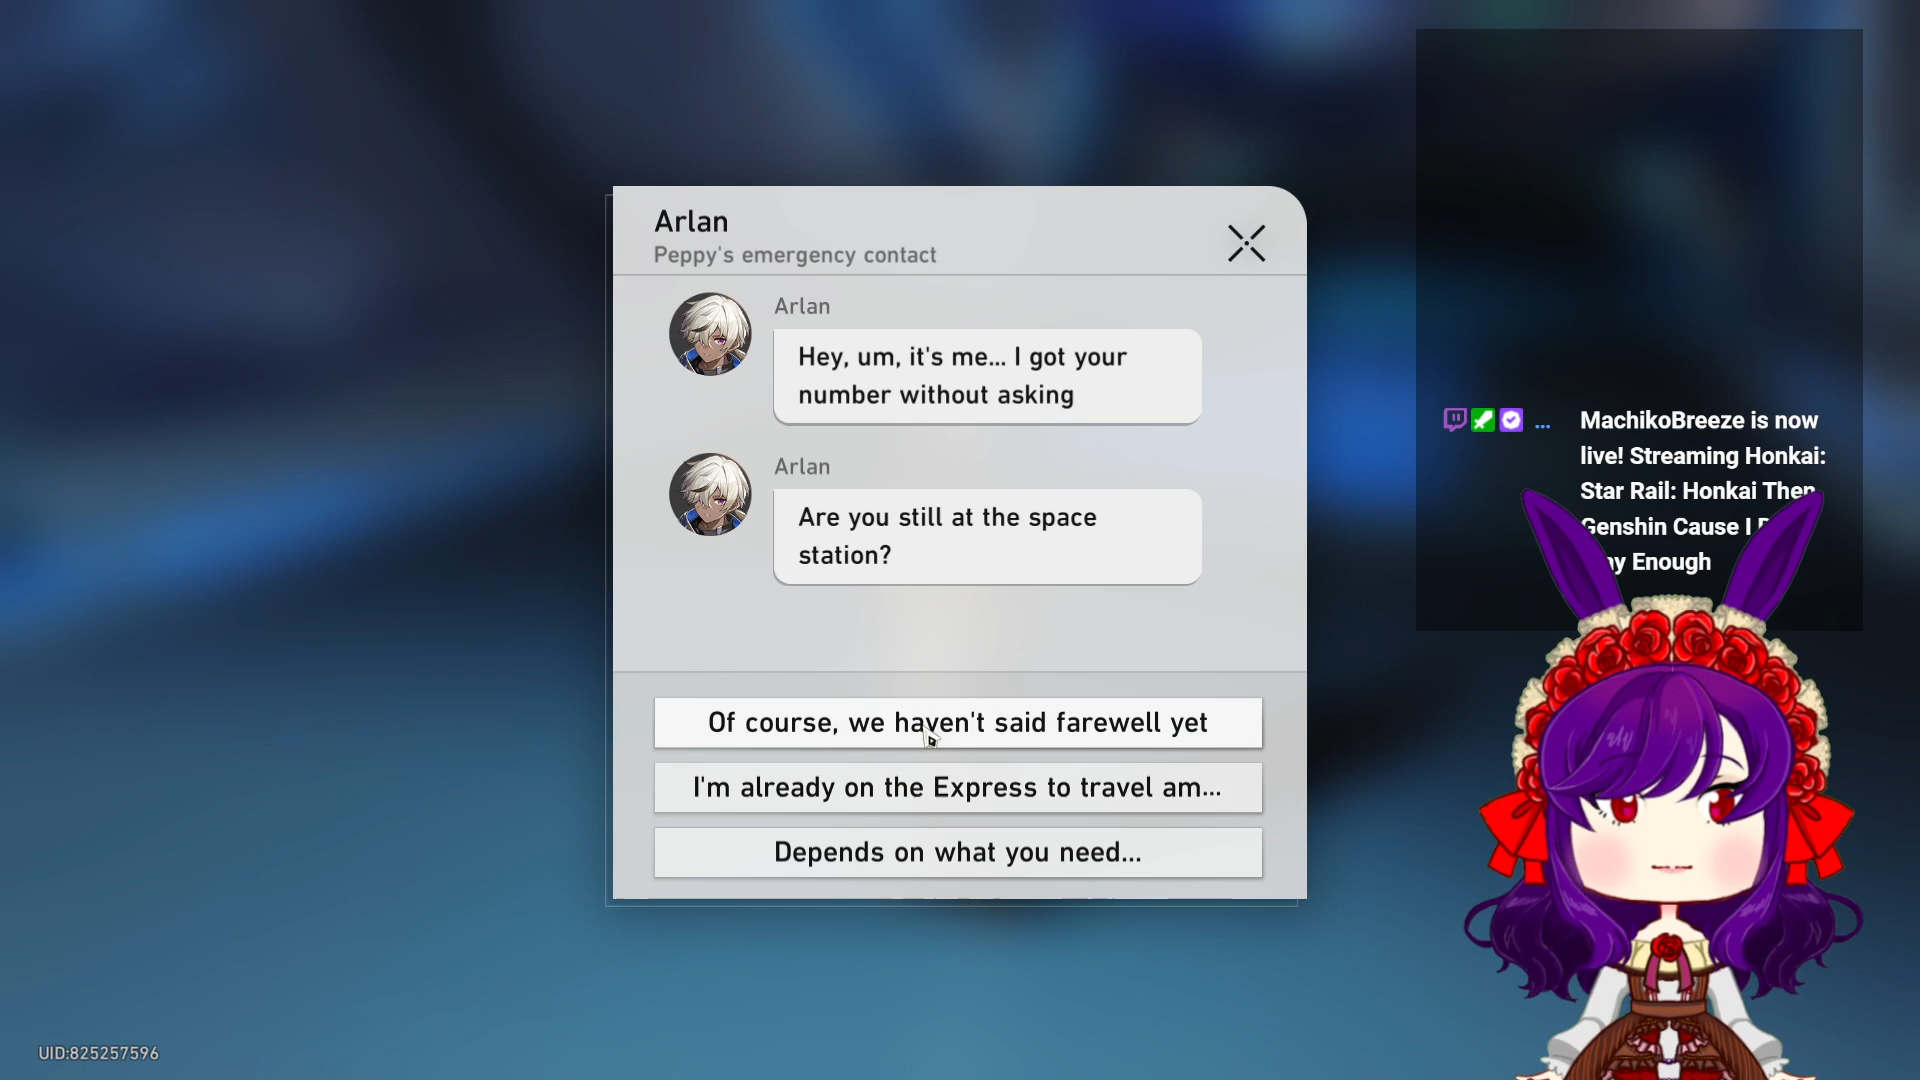 Arlan
Peppy's emergency contact
Arlan
Hey, um, it's me... I got your
number without asking
Arlan
Are you still at the space
station?
Of course, we haven't said farewell yet
I'm already on the Express to travel am...
Depends on what you need...
... MachikoBreeze is now
live! Streaming Honkai:
Star Rail: Honkai Then
Genshin Cause I
Enough
UID:825257596